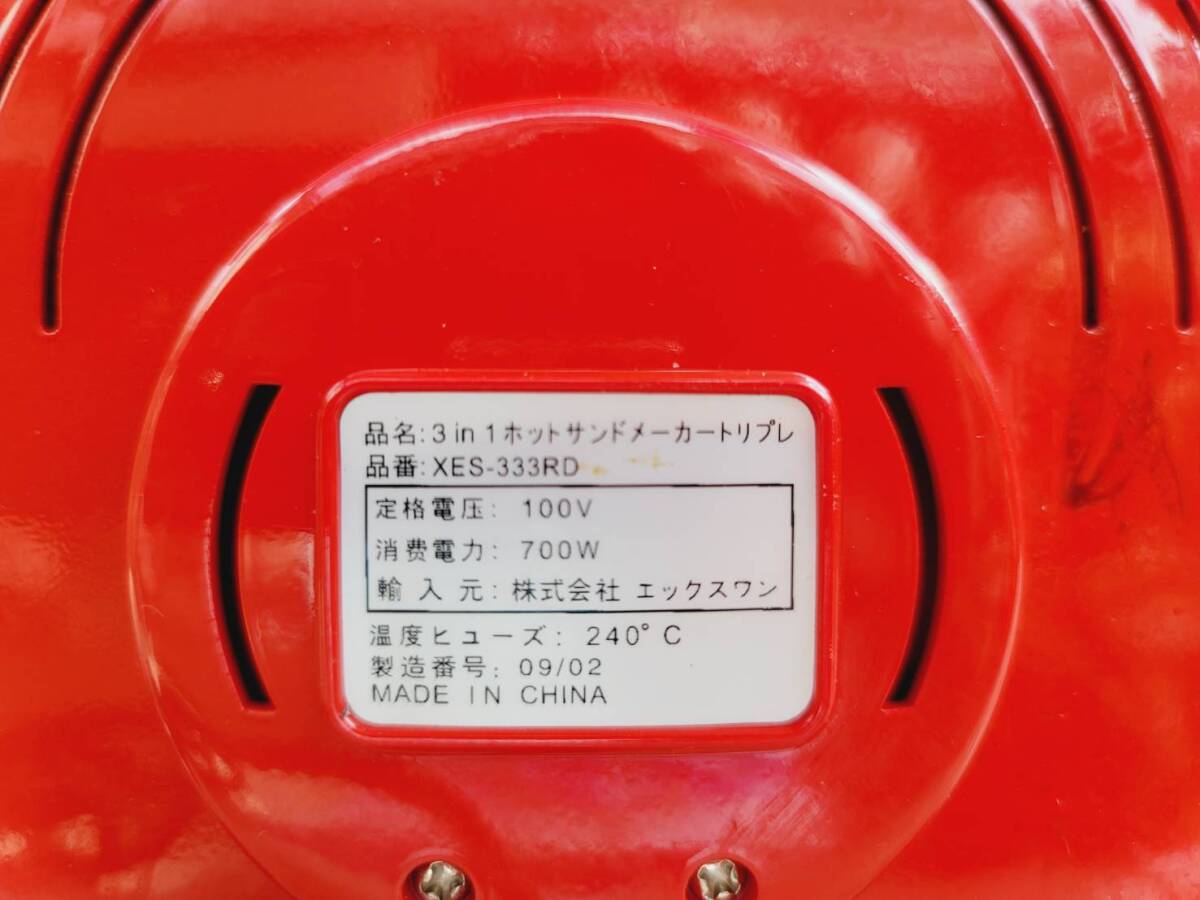 品名:3 in 1ホットサンドメーカートリプレ
品番:XES-333RD
定格電圧: 100V
消費電力: 700W
輸入元: 株式会社 エックスワン
温度ヒューズ: 240°C
製造番号: 09/02
MADE IN CHINA